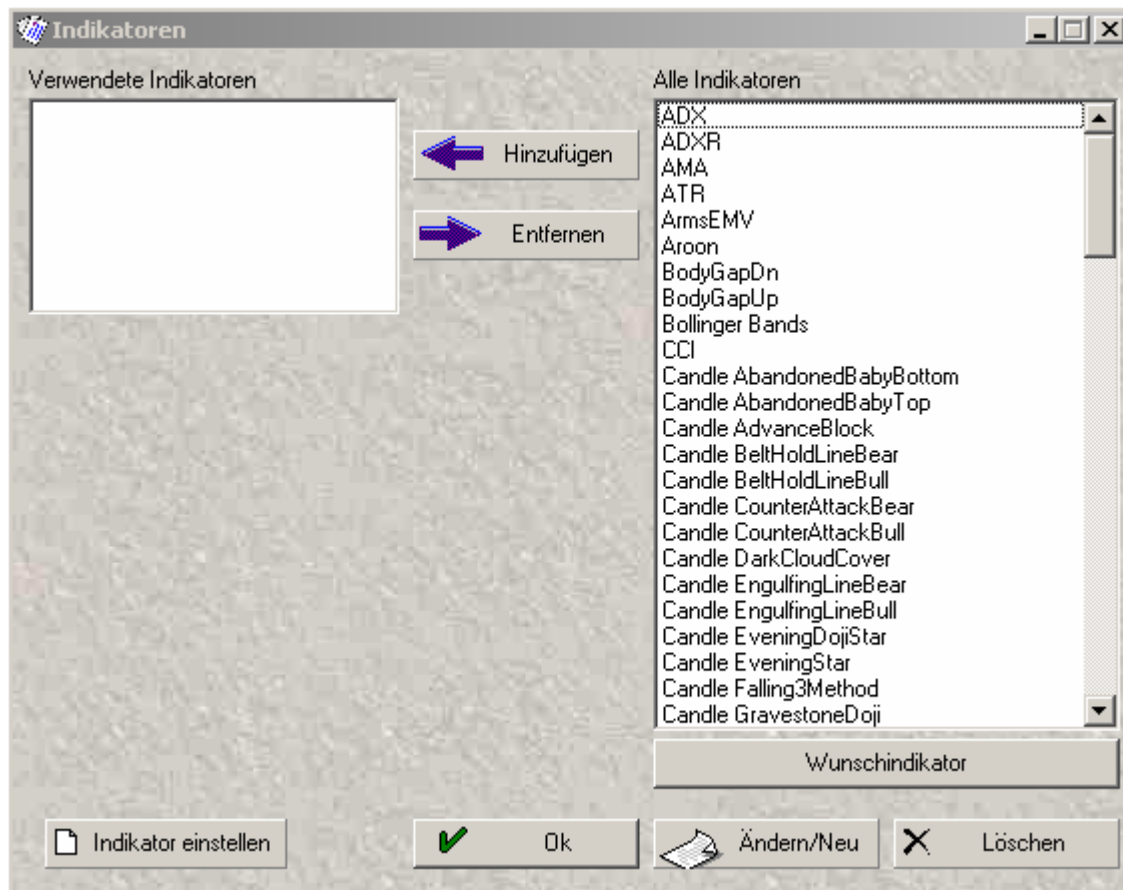 Indikatoren
Verwendete Indikatoren
Hinzufügen
Entfernen
Alle Indikatoren
ADX
ADXR
AMA
ATR
ArmsEMV
Aroon
BodyGapDn
BodyGapUp
Bollinger Bands
CCI
Candle AbandonedBabyBottom
Candle AbandonedBabyTop
Candle AdvanceBlock
Candle BeltHoldLineBear
Candle BeltHoldLineBull
Candle CounterAttackBear
Candle CounterAttackBull
Candle DarkCloudCover
Candle EngulfingLineBear
Candle EngulfingLineBull
Candle EveningDojiStar
Candle EveningStar
Candle Falling3Method
Candle GravestoneDoji
Wunschindikator
Indikator einstellen
Ok
Ändern/Neu
Löschen